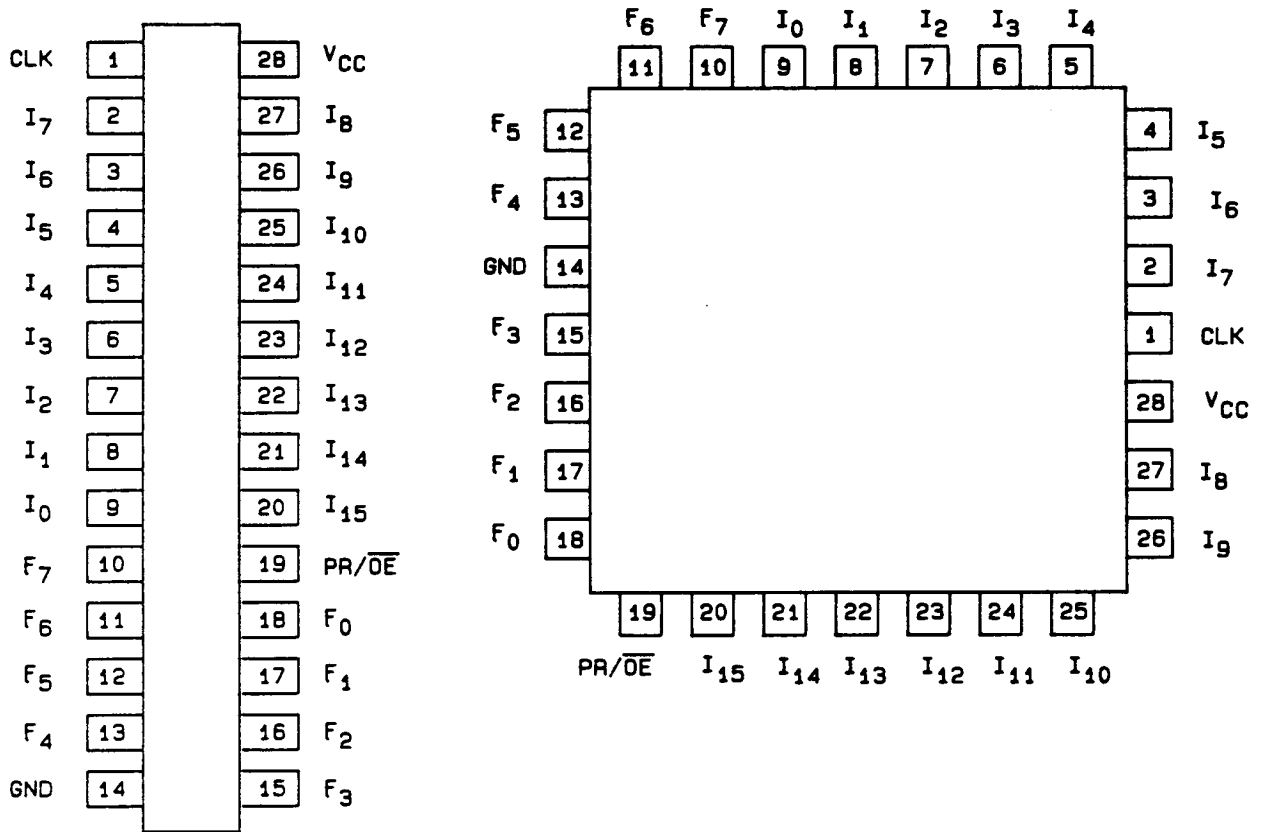 CLK 1 28 VCC
I7 2 27 I8
I6 3 26 I9
I5 4 25 I10
I4 5 24 I11
I3 6 23 I12
I2 7 22 I13
I1 8 21 I14
I0 9 20 I15
F7 10 19 PR/O̅E̅
F6 11 18 F0
F5 12 17 F1
F4 13 16 F2
GND 14 15 F3
F6 F7 I0 I1 I2 I3 I4
11 10 9 8 7 6 5
F5 12 4 I5
F4 13 3 I6
GND 14 2 I7
F3 15 1 CLK
F2 16 28 VCC
F1 17 27 I8
F0 18 26 I9
19 20 21 22 23 24 25
PR/O̅E̅ I15 I14 I13 I12 I11 I10